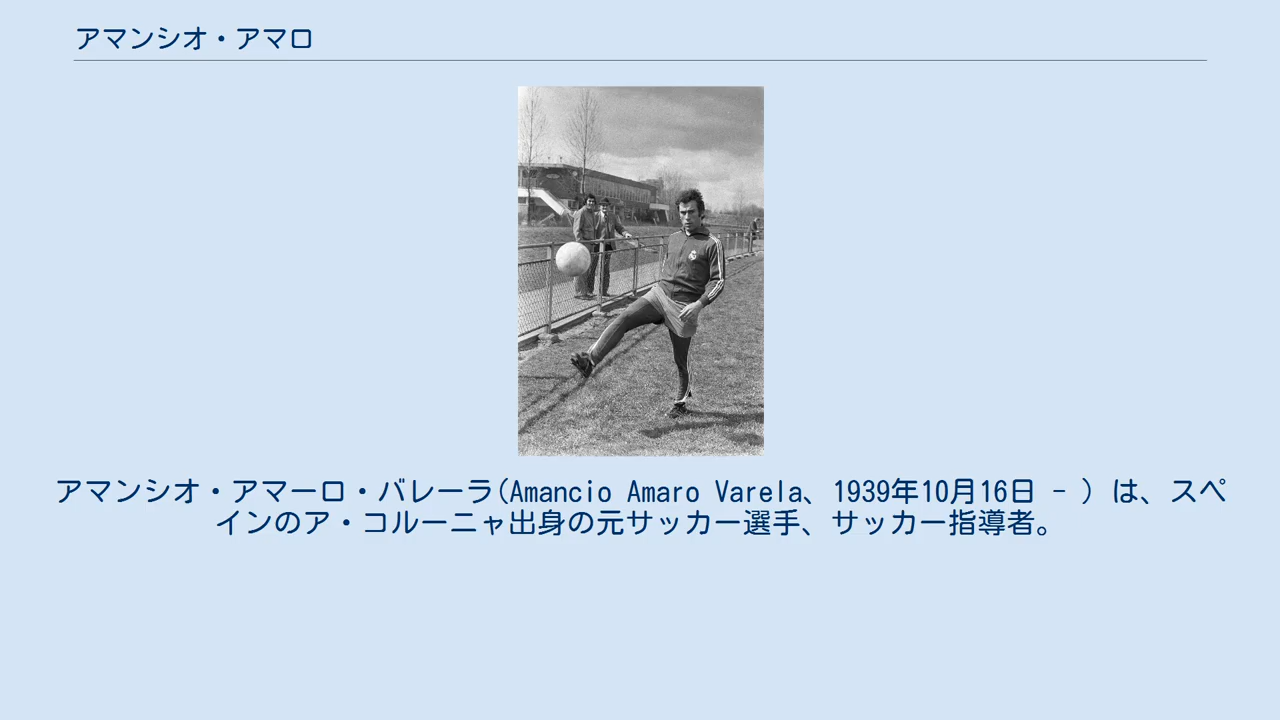 アマンシオ・アマロ
アマンシオ・アマーロ・バレーラ(Amancio Amaro Varela、1939年10月16日 - ) は、スペ
インのア・コルーニャ出身の元サッカー選手、サッカー指導者。